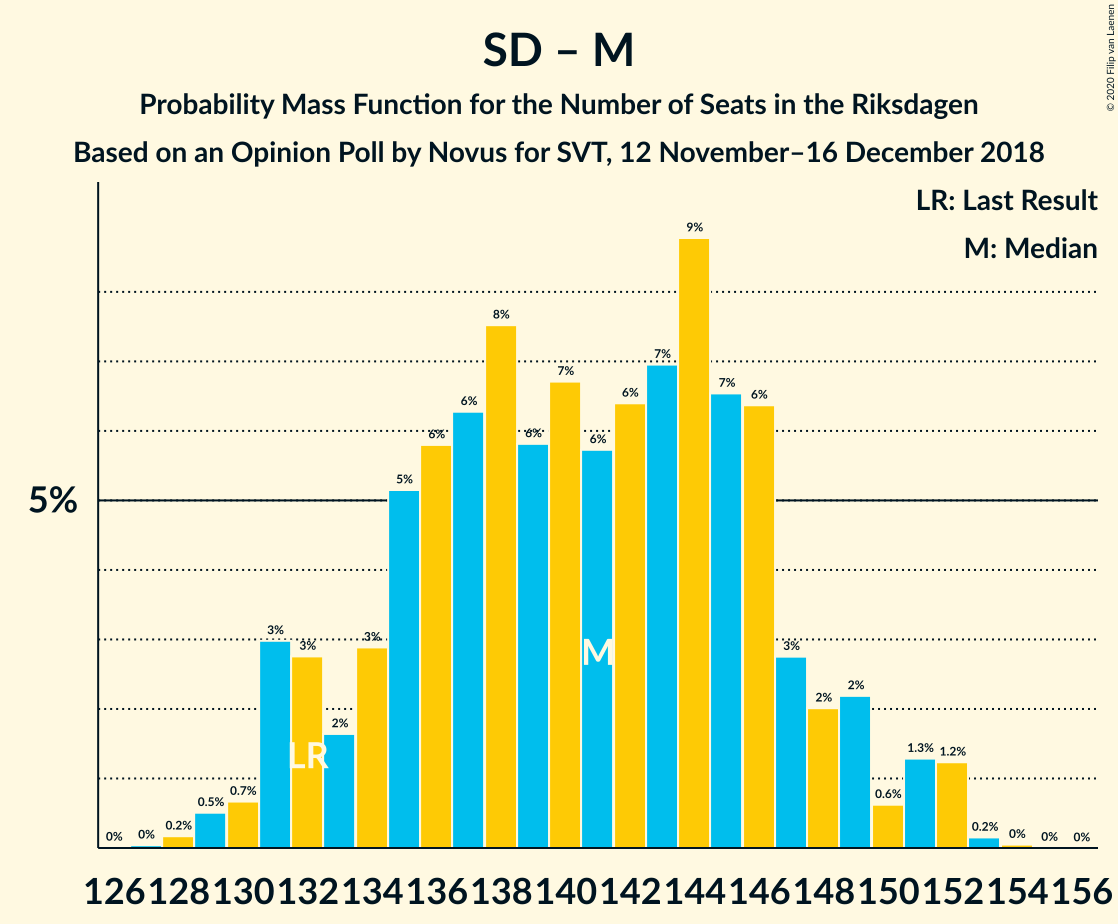 SD – M
Probability Mass Function for the Number of Seats in the Riksdagen
Based on an Opinion Poll by Novus for SVT, 12 November–16 December 2018
© 2020 Filip van Laenen
LR: Last Result
M: Median
5%
0% 0% 0.2% 0.5% 0.7% 3% 3% 2% 3% 5% 6% 6% 8% 6% 7% 6% 6% 7% 9% 7% 6% 3% 2% 2% 0.6% 1.3% 1.2% 0.2% 0% 0% 0%
M
LR
126 128 130 132 134 136 138 140 142 144 146 148 150 152 154 156